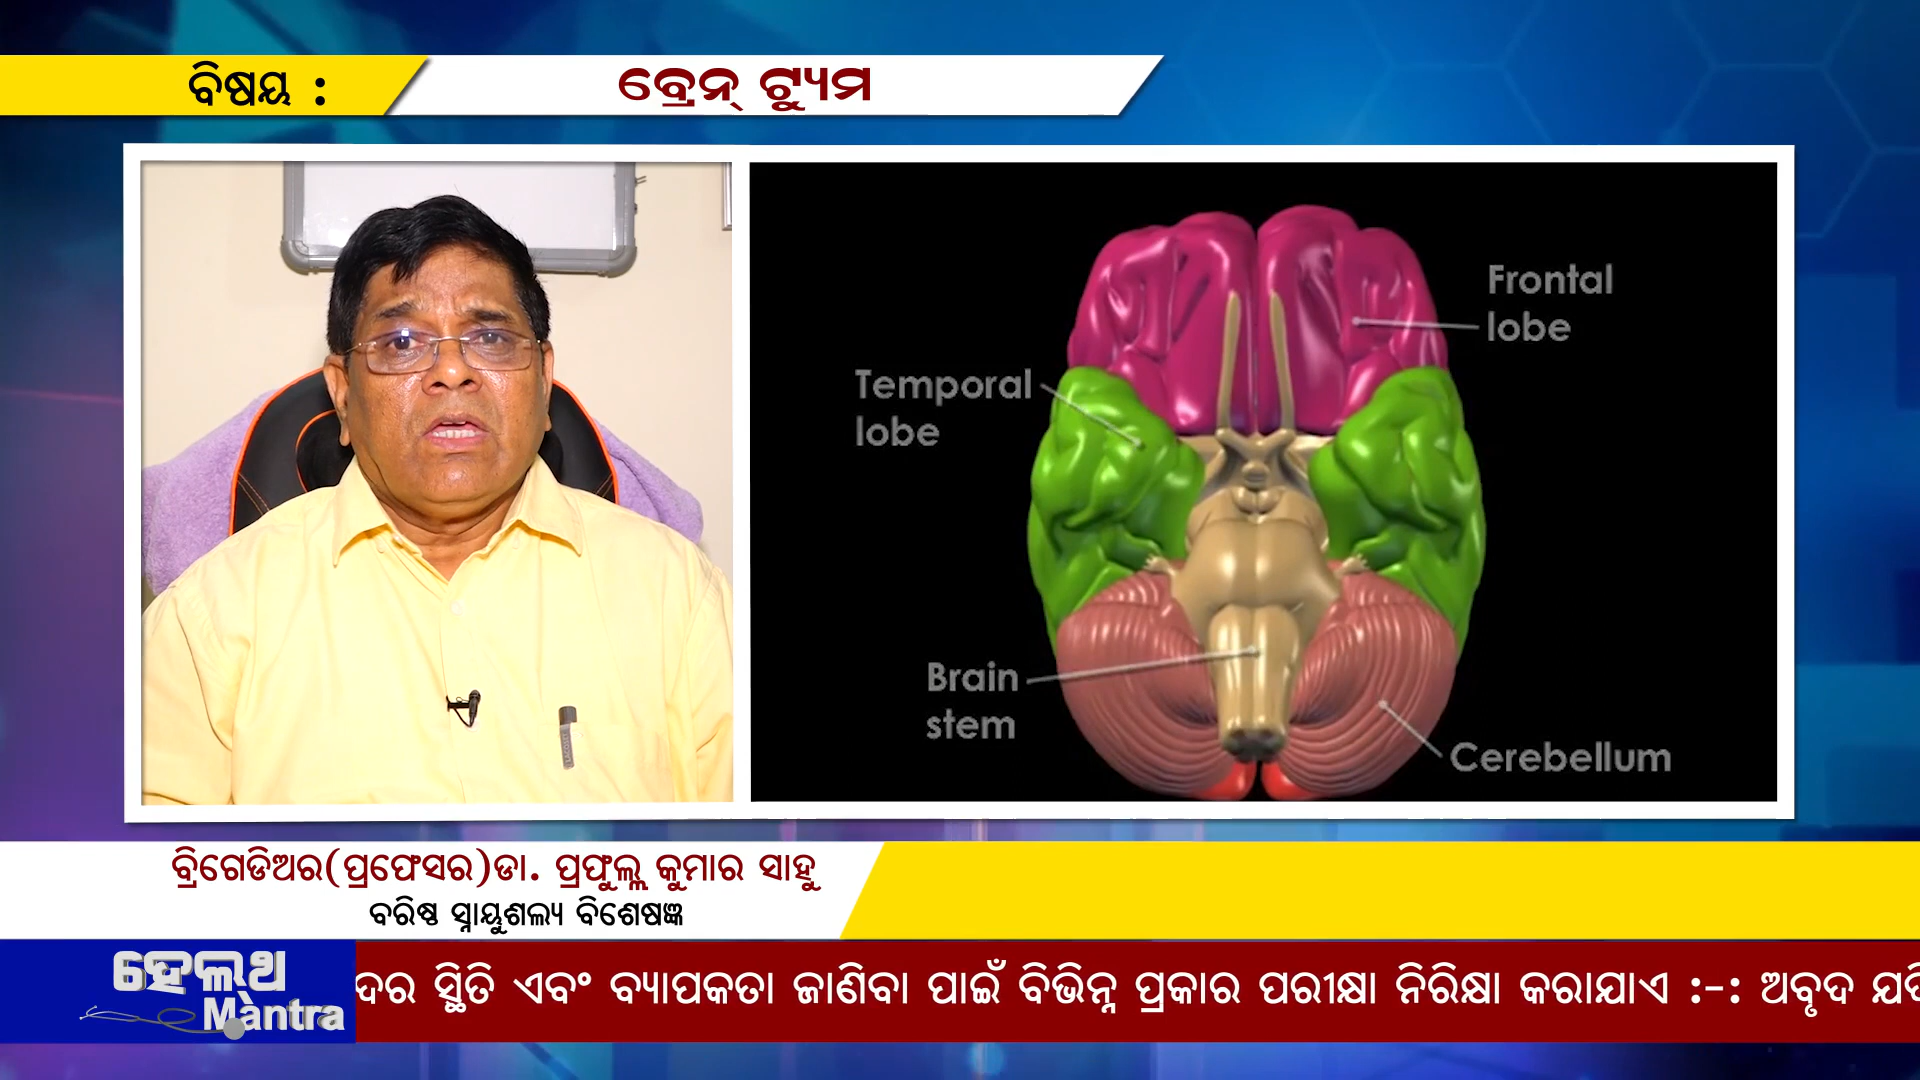 ବିଷୟ :
ବ୍ରେନ୍ ଟ୍ୟୁମ
Frontal
lobe
Temporal
lobe
Brain
stem
Cerebellum
ବ୍ରିଗେଡିଅର(ପ୍ରଫେସର)ଡା. ପ୍ରଫୁଲ୍ଲ କୁମାର ସାହୁ
ବରିଷ୍ଠ ସ୍ନାୟୁଶଲ୍ୟ ବିଶେଷଜ୍ଞ
ହେଲଥ୍
Mantra
ଦର ସ୍ଥିତି ଏବଂ ବ୍ୟାପକତା ଜାଣିବା ପାଇଁ ବିଭିନ୍ନ ପ୍ରକାର ପରୀକ୍ଷା ନିରିକ୍ଷା କରାଯାଏ :-: ଅବୃଦ